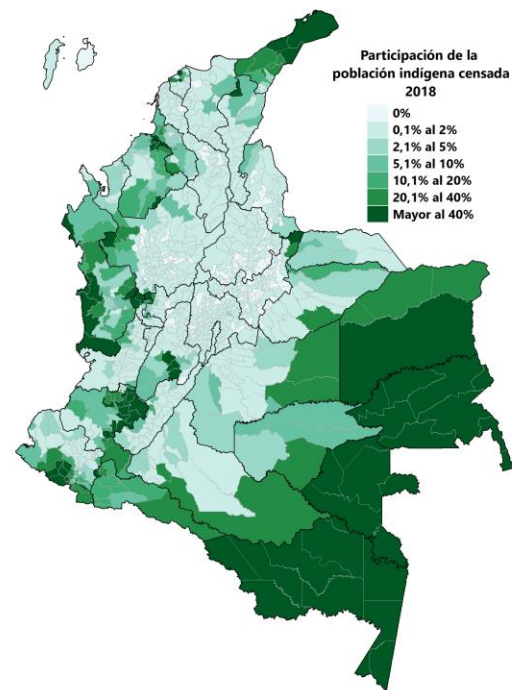 Participación de la
población indígena censada
2018
0%
0,1% al 2%
2,1% al 5%
5,1% al 10%
10,1% al 20%
20,1% al 40%
Mayor al 40%